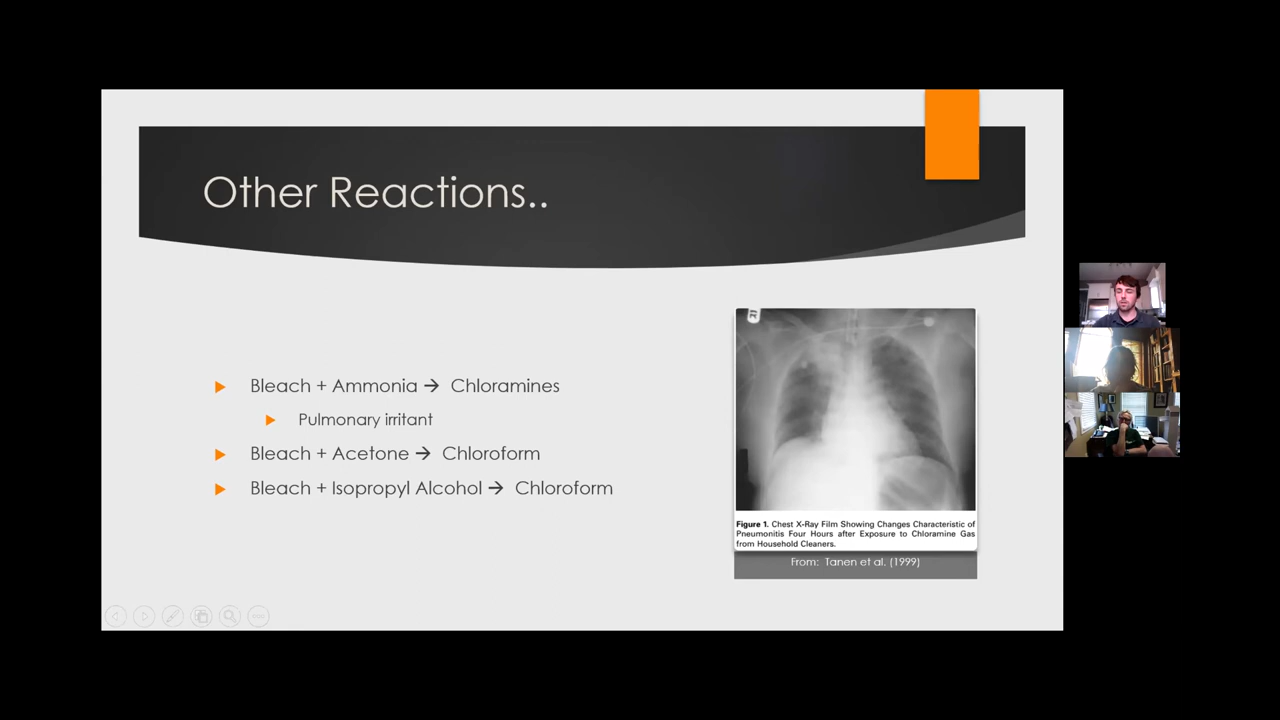 Other Reactions..
Bleach + Ammonia → Chloramines
Pulmonary irritant
Bleach + Acetone → Chloroform
Bleach + Isopropyl Alcohol → Chloroform
Figure 1. Chest X-Ray Film Showing Changes Characteristic of
Pneumonitis Four Hours after Exposure to Chloramine Gas
from Household Cleaners.
From: Tanen et al. (1999)